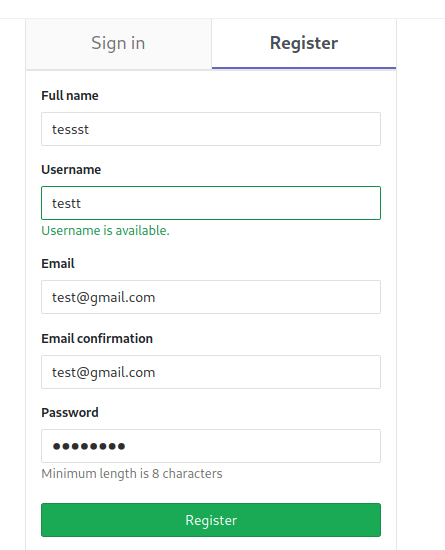 Sign in Register
Full name
tessst
Username
testt
Username is available.
Email
test@gmail.com
Email confirmation
test@gmail.com
Password
●●●●●●●●
Minimum length is 8 characters
Register